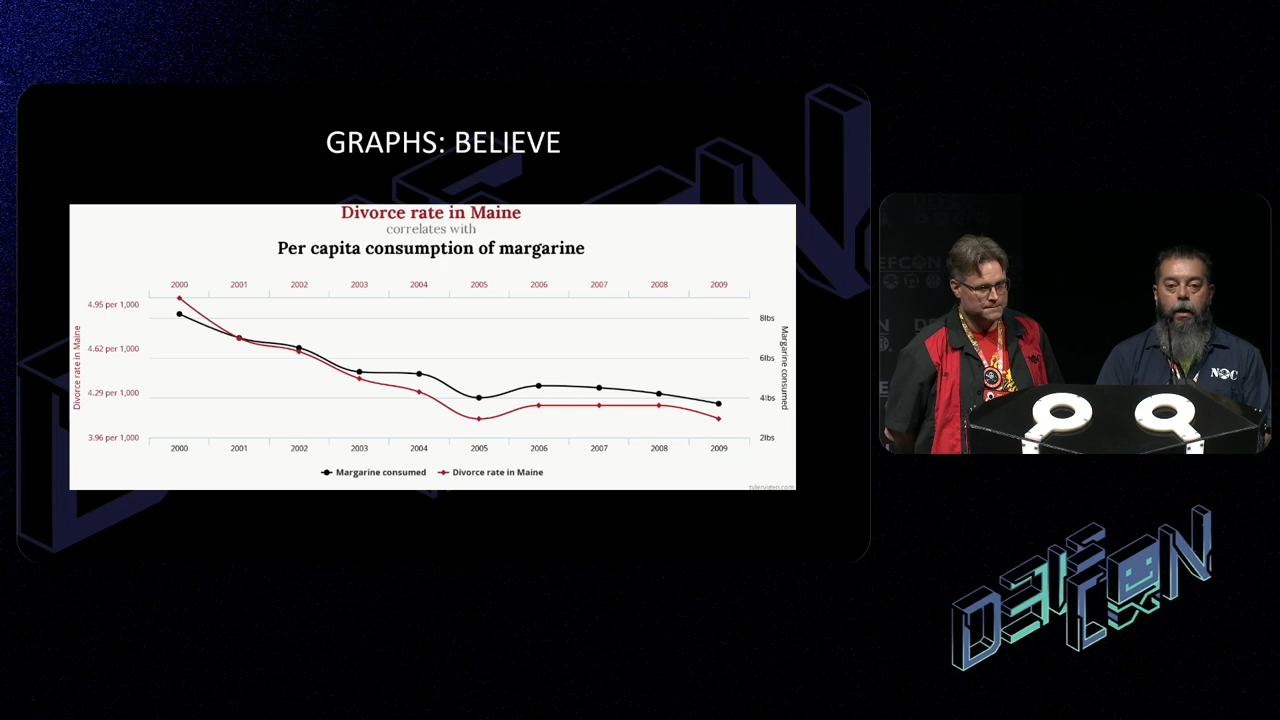 GRAPHS: BELIEVE
Divorce rate in Maine
correlates with
Per capita consumption of margarine
2000 2001 2002 2003 2004 2005 2006 2007 2008 2009
4.95 per 1,000
4.62 per 1,000
4.29 per 1,000
3.96 per 1,000
Divorce rate in Maine
8lbs
6lbs
4lbs
2lbs
Margarine consumed
2000 2001 2002 2003 2004 2005 2006 2007 2008 2009
Margarine consumed Divorce rate in Maine
tylervigen.com
NOC
DEF CON